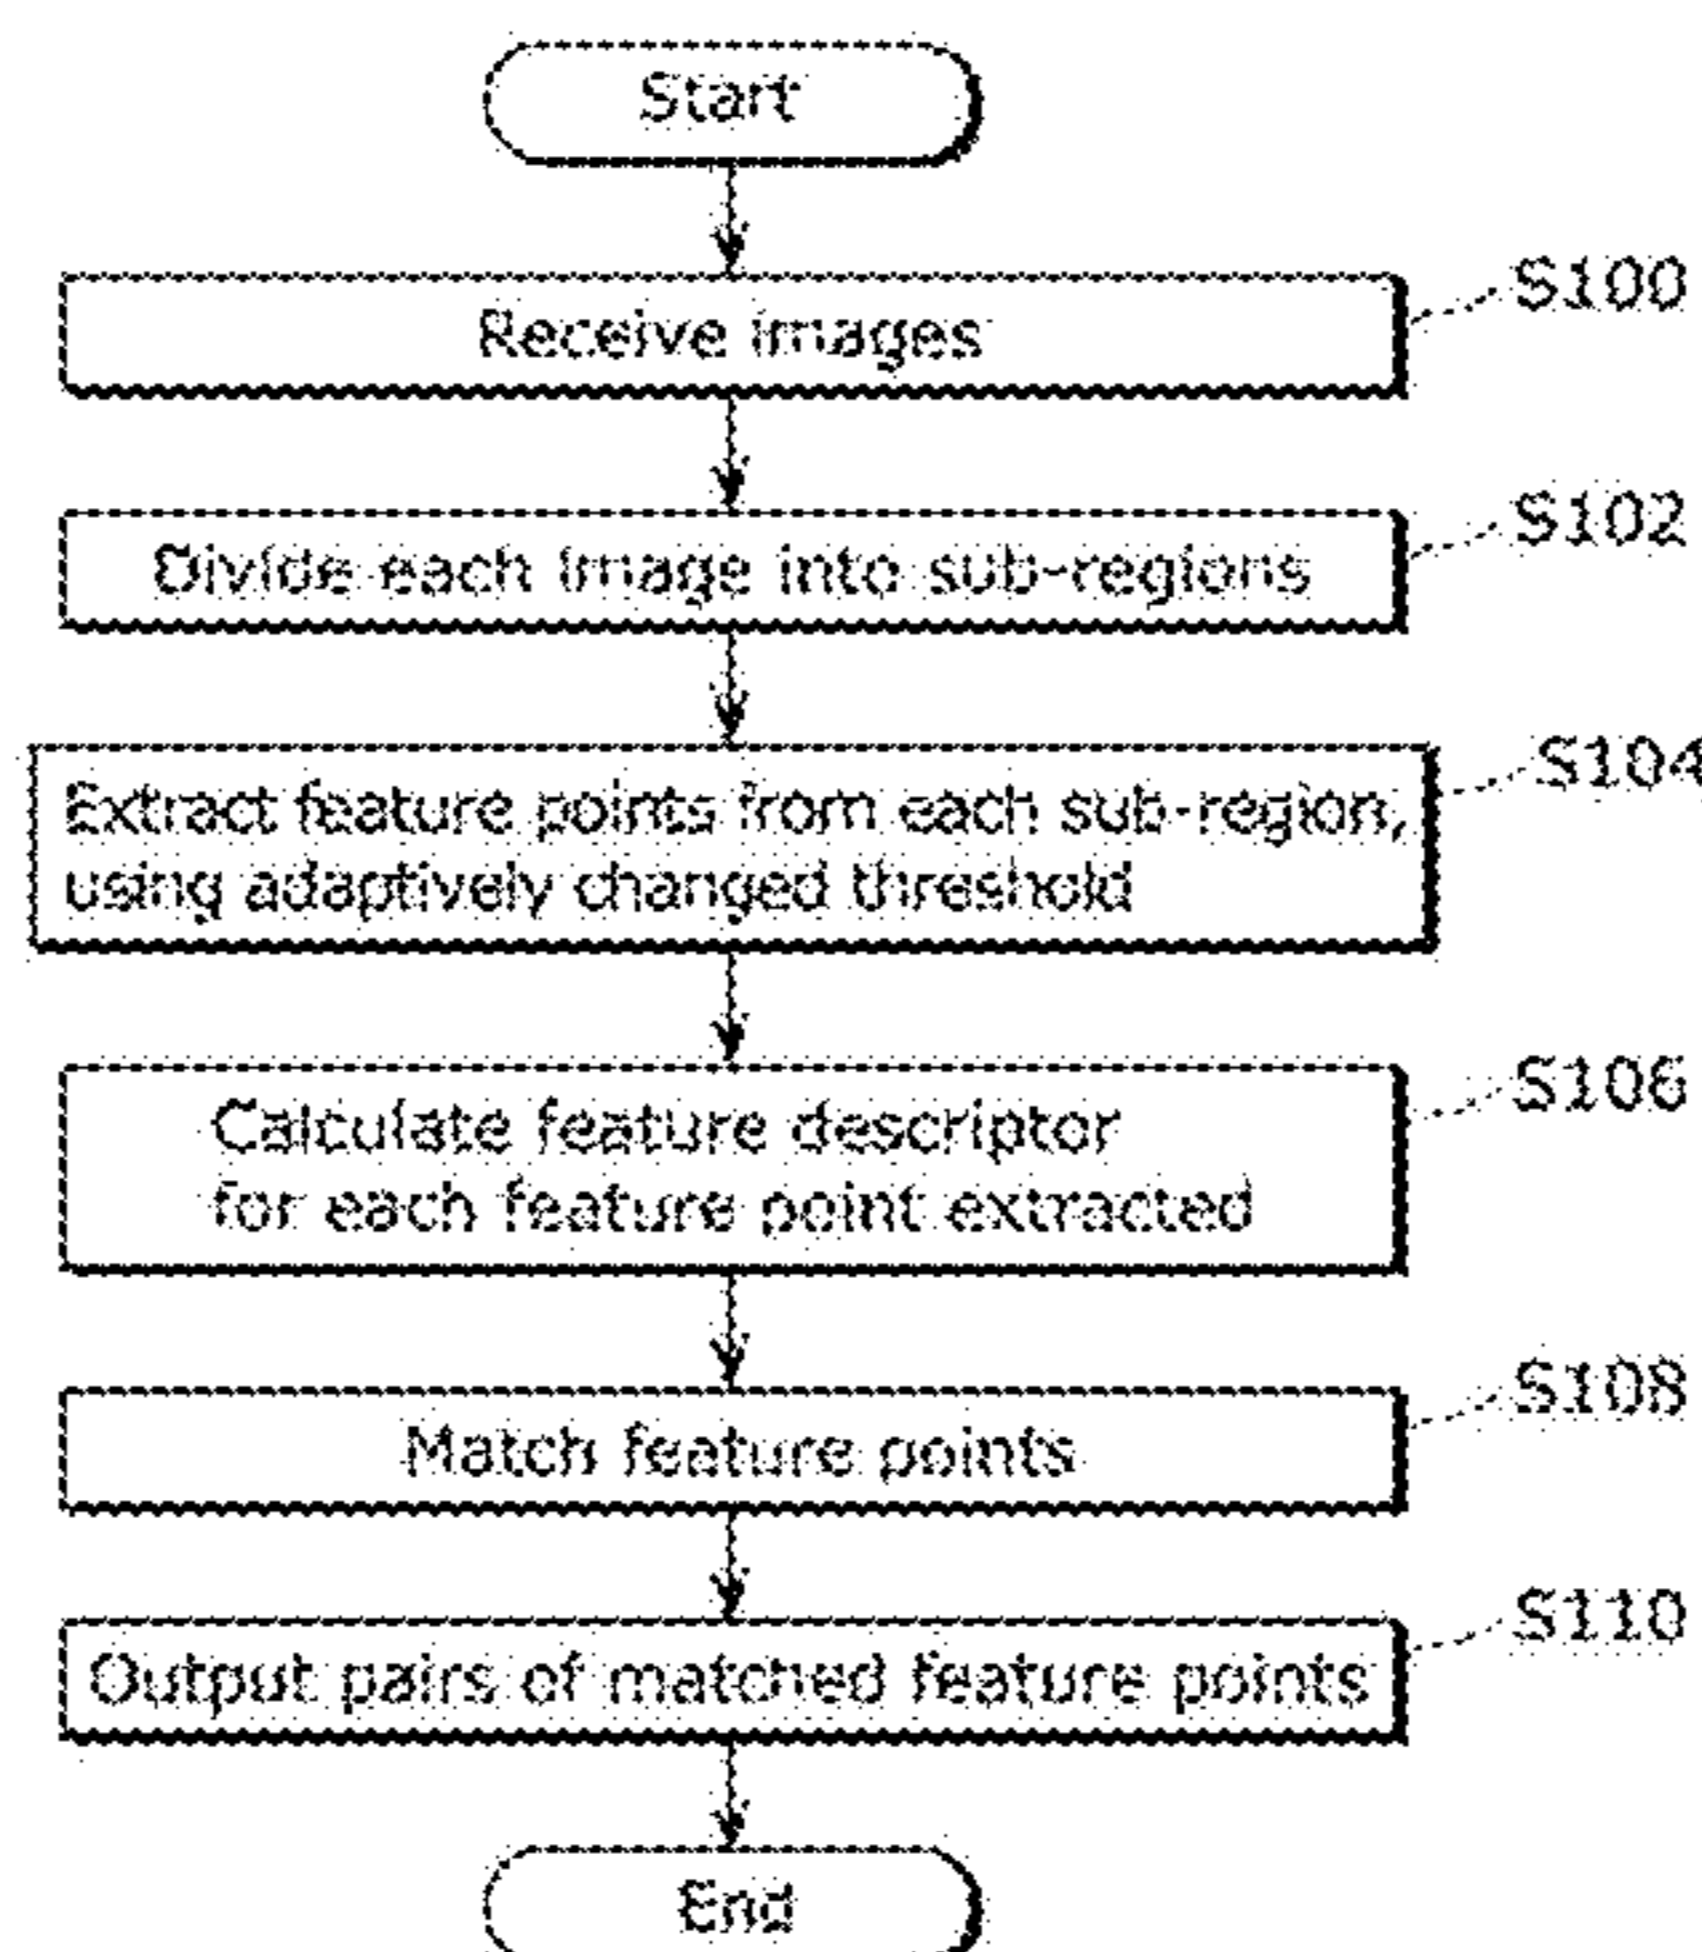 Start
Receive images
S100
Divide each image into sub-regions
S102
Extract feature points from each sub-region,
using adaptively changed threshold
S104
Calculate feature descriptor
for each feature point extracted
S106
Match feature points
S108
Output pairs of matched feature points
S110
End